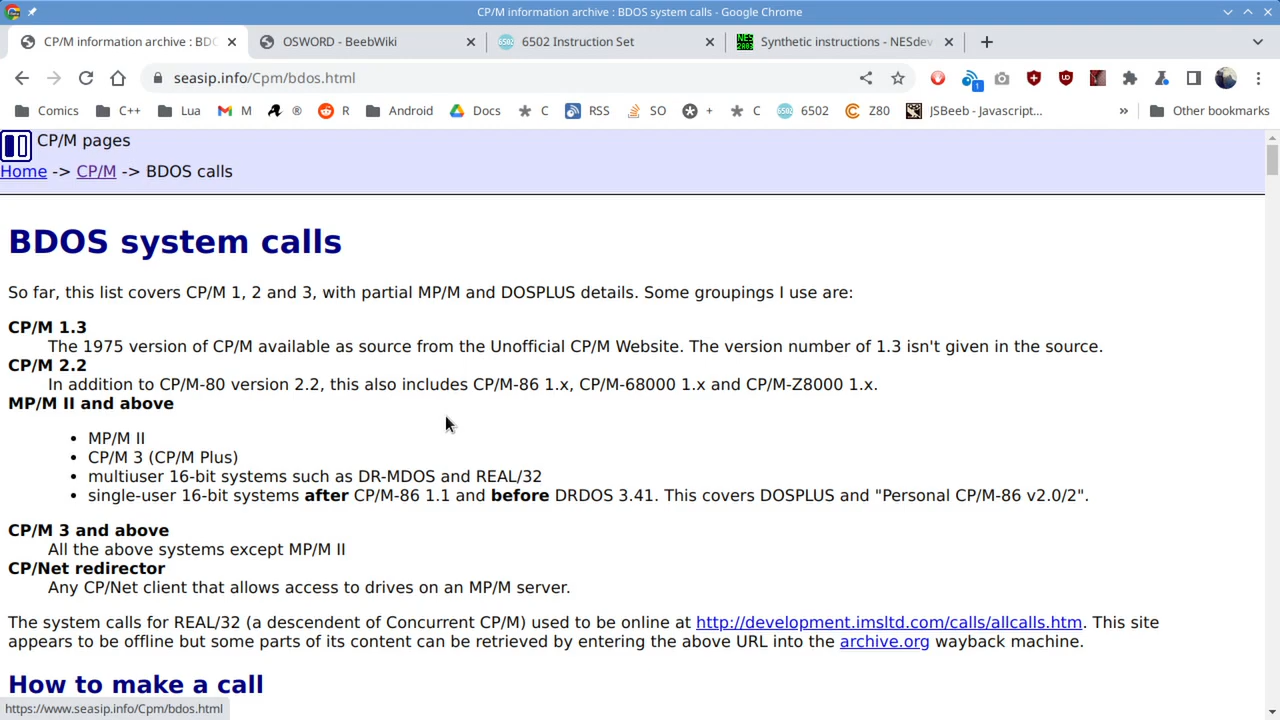 CP/M information archive : BDOS system calls - Google Chrome
CP/M information archive : BDC
OSWORD - BeebWiki
6502 Instruction Set
Synthetic instructions - NESdev
seasip.info/Cpm/bdos.html
1
Comics
C++
Lua
M
®
R
Android
Docs
C
RSS
SO
+
C
6502
Z80
JSBeeb - Javascript...
»
Other bookmarks
CP/M pages
Home -> CP/M -> BDOS calls
BDOS system calls
So far, this list covers CP/M 1, 2 and 3, with partial MP/M and DOSPLUS details. Some groupings I use are:
CP/M 1.3
The 1975 version of CP/M available as source from the Unofficial CP/M Website. The version number of 1.3 isn't given in the source.
CP/M 2.2
In addition to CP/M-80 version 2.2, this also includes CP/M-86 1.x, CP/M-68000 1.x and CP/M-Z8000 1.x.
MP/M II and above
• MP/M II
• CP/M 3 (CP/M Plus)
• multiuser 16-bit systems such as DR-MDOS and REAL/32
• single-user 16-bit systems after CP/M-86 1.1 and before DRDOS 3.41. This covers DOSPLUS and "Personal CP/M-86 v2.0/2".
CP/M 3 and above
All the above systems except MP/M II
CP/Net redirector
Any CP/Net client that allows access to drives on an MP/M server.
The system calls for REAL/32 (a descendent of Concurrent CP/M) used to be online at http://development.imsltd.com/calls/allcalls.htm. This site
appears to be offline but some parts of its content can be retrieved by entering the above URL into the archive.org wayback machine.
How to make a call
https://www.seasip.info/Cpm/bdos.html